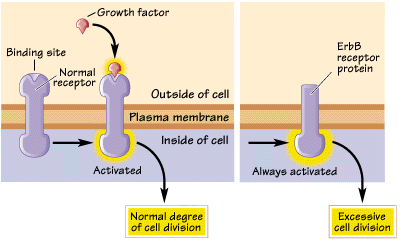 Growth factor
Binding site
Normal
receptor
Outside of cell
Plasma membrane
Inside of cell
Activated
Normal degree
of cell division
ErbB
receptor
protein
Always activated
Excessive
cell division